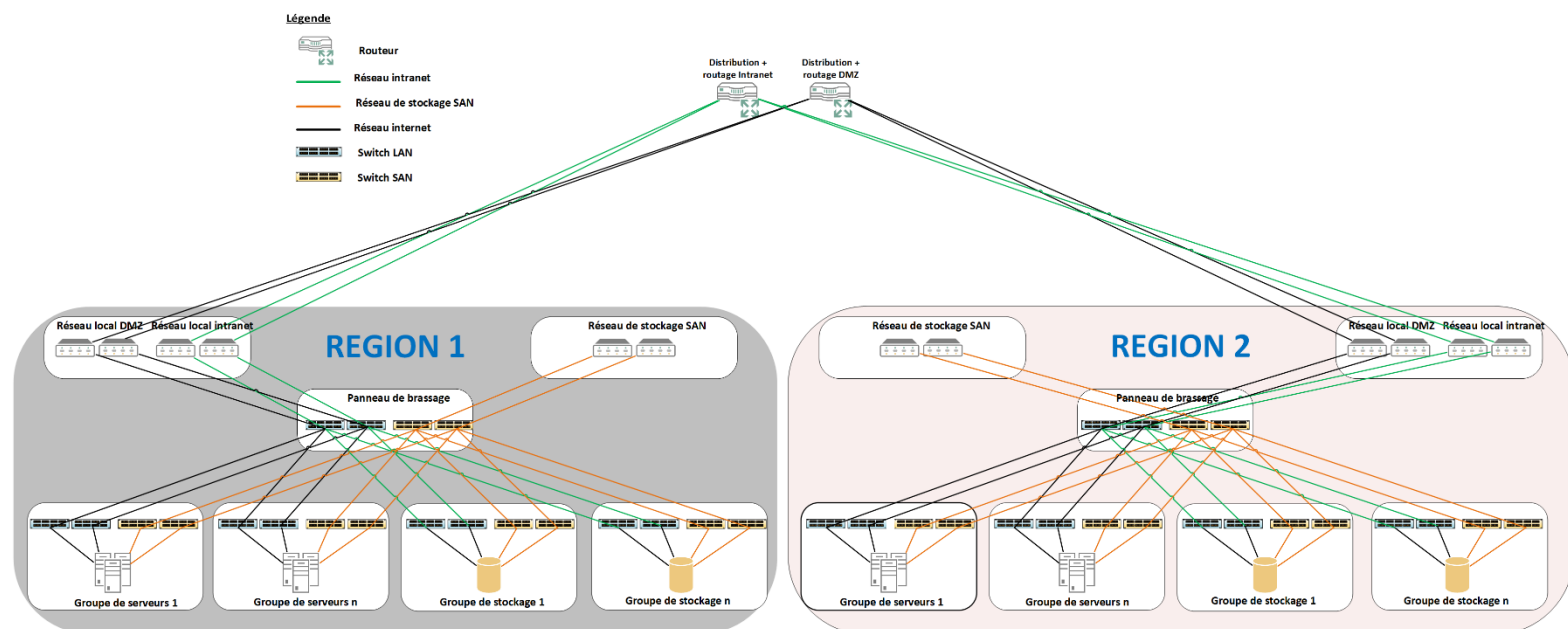 Légende
Routeur
Réseau intranet
Réseau de stockage SAN
Réseau internet
Switch LAN
Switch SAN
Distribution +
routage Intranet
Distribution +
routage DMZ
Réseau local DMZ
Réseau local intranet
REGION 1
Réseau de stockage SAN
Panneau de brassage
Groupe de serveurs 1
Groupe de serveurs n
Groupe de stockage 1
Groupe de stockage n
Réseau de stockage SAN
REGION 2
Réseau local DMZ
Réseau local intranet
Panneau de brassage
Groupe de serveurs 1
Groupe de serveurs n
Groupe de stockage 1
Groupe de stockage n